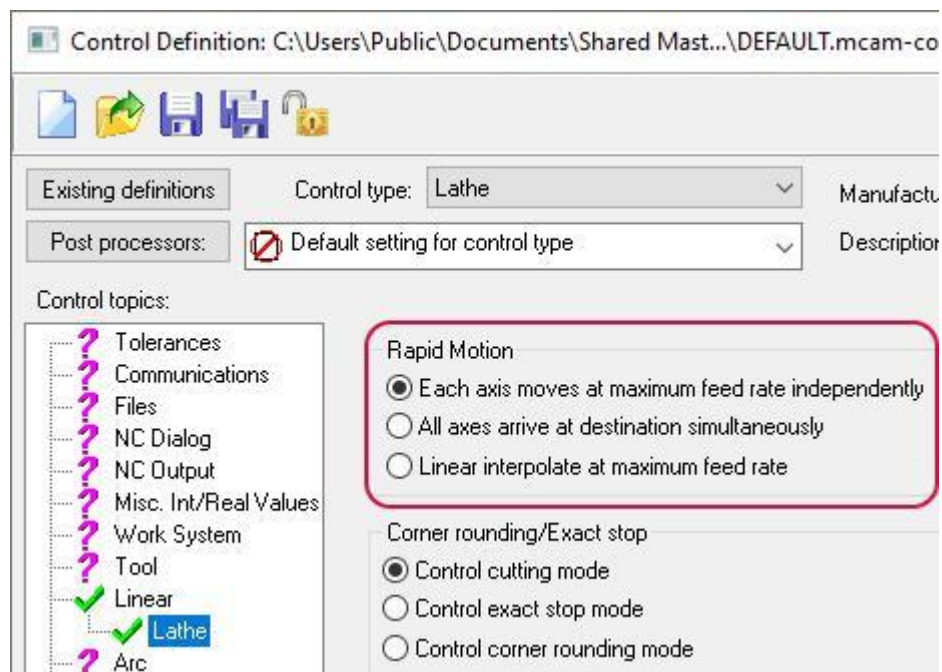 Control Definition: C:\Users\Public\Documents\Shared Mast...\DEFAULT.mcam-co
Existing definitions Control type: Lathe Manufactu
Post processors: Default setting for control type Description
Control topics:
Tolerances
Communications
Files
NC Dialog
NC Output
Misc. Int/Real Values
Work System
Tool
Linear
Lathe
Arc
Rapid Motion
Each axis moves at maximum feed rate independently
All axes arrive at destination simultaneously
Linear interpolate at maximum feed rate
Corner rounding/Exact stop
Control cutting mode
Control exact stop mode
Control corner rounding mode